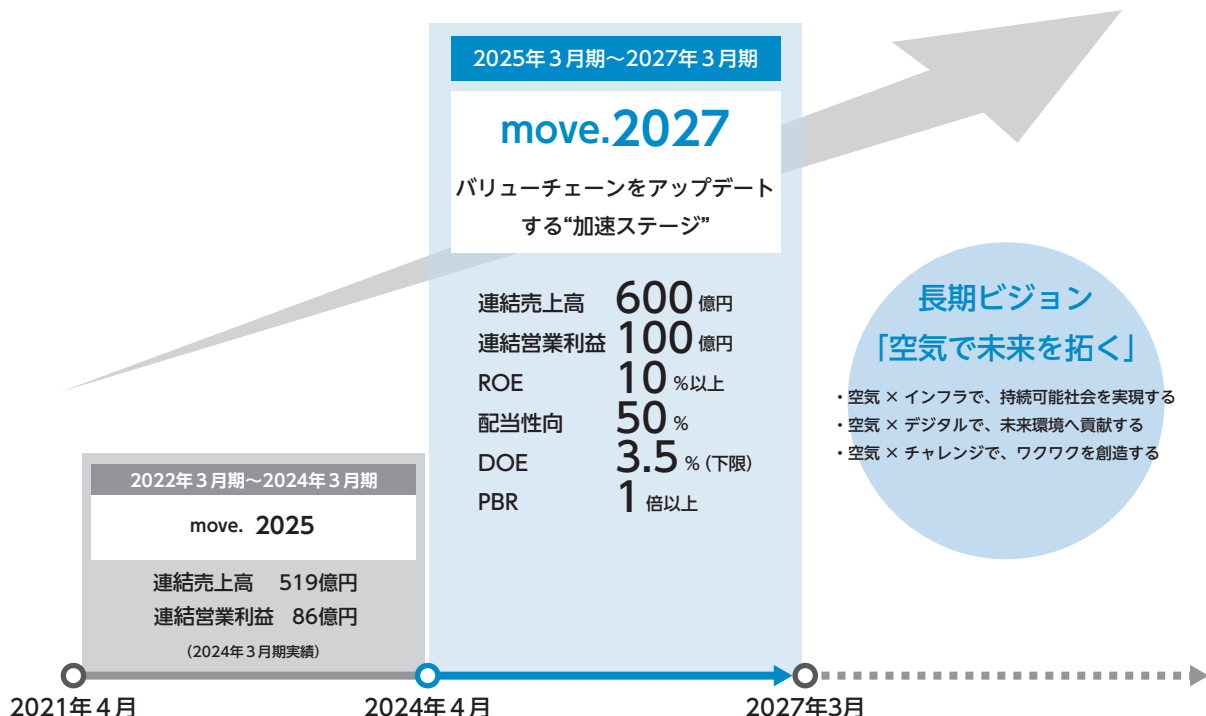 2025年3月期～2027年3月期
move.2027
バリューチェーンをアップデート
する“加速ステージ”
連結売上高 600億円
連結営業利益 100億円
ROE 10%以上
配当性向 50%
DOE 3.5%（下限）
PBR 1倍以上
2022年3月期～2024年3月期
move. 2025
連結売上高 519億円
連結営業利益 86億円
（2024年3月期実績）
長期ビジョン
「空気で未来を拓く」
・空気 × インフラで、持続可能社会を実現する
・空気 × デジタルで、未来環境へ貢献する
・空気 × チャレンジで、ワクワクを創造する
2021年4月
2024年4月
2027年3月